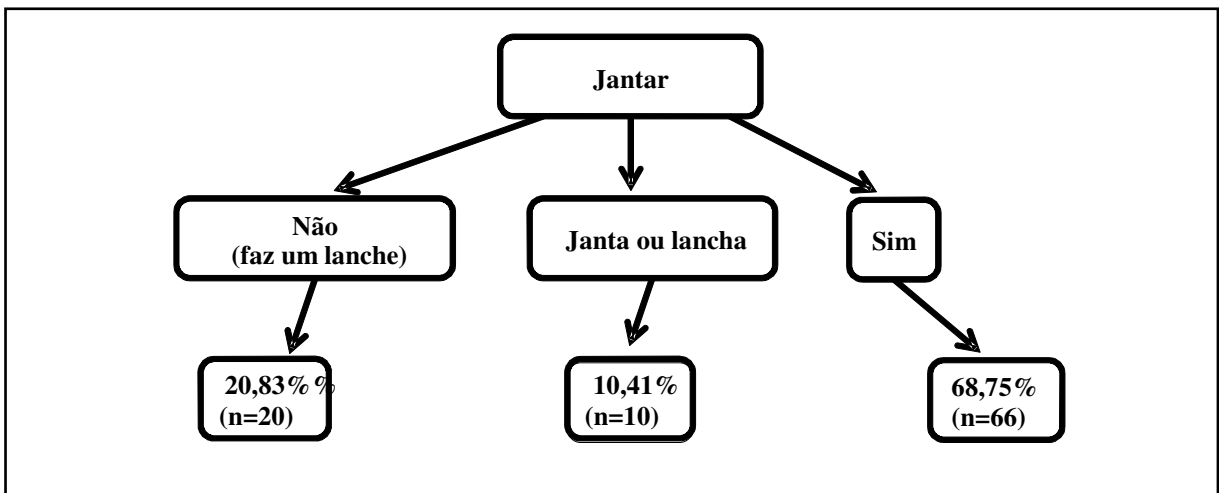 Jantar
Não
(faz um lanche)
Janta ou lancha
Sim
20,83% %
(n=20)
10,41%
(n=10)
68,75%
(n=66)